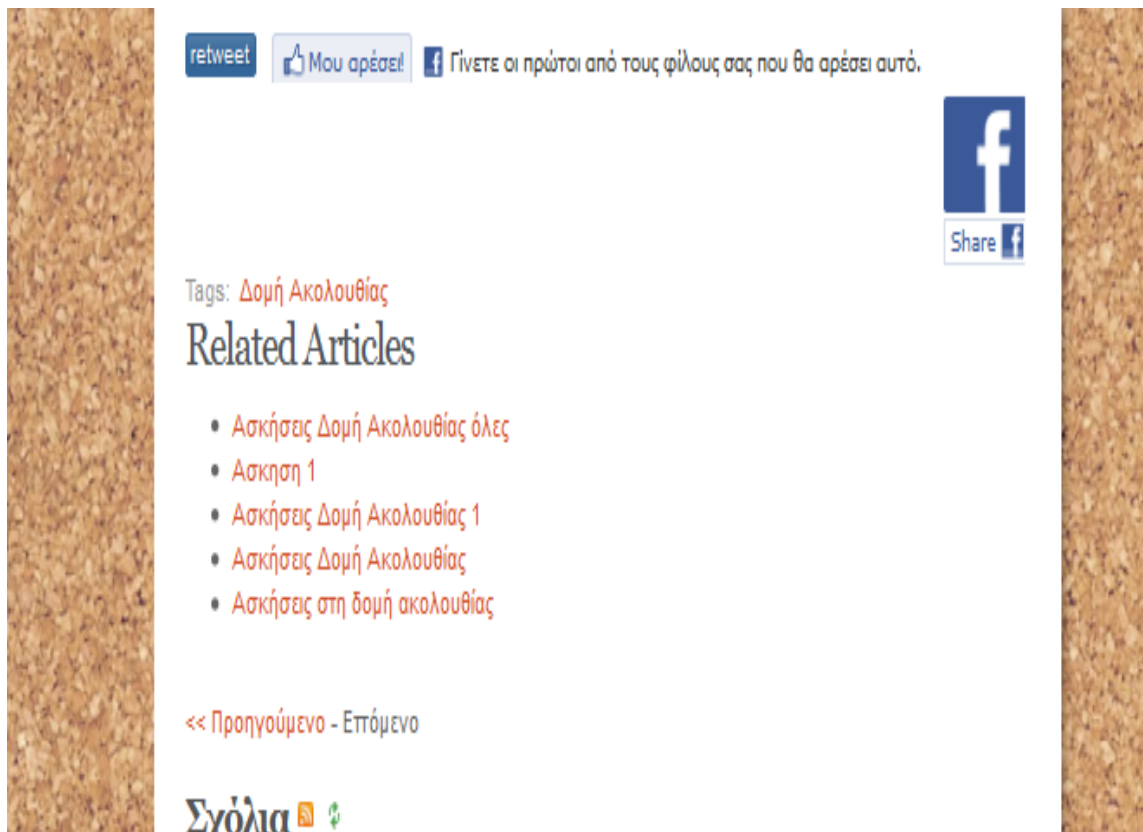 retweet Μου αρέσει! Γίνετε οι πρώτοι από τους φίλους σας που θα αρέσει αυτό.
Share
Tags: Δομή Ακολουθίας
Related Articles
Ασκήσεις Δομή Ακολουθίας όλες
Ασκηση 1
Ασκήσεις Δομή Ακολουθίας 1
Ασκήσεις Δομή Ακολουθίας
Ασκήσεις στη δομή ακολουθίας
<< Προηγούμενο - Επόμενο
Σχόλια